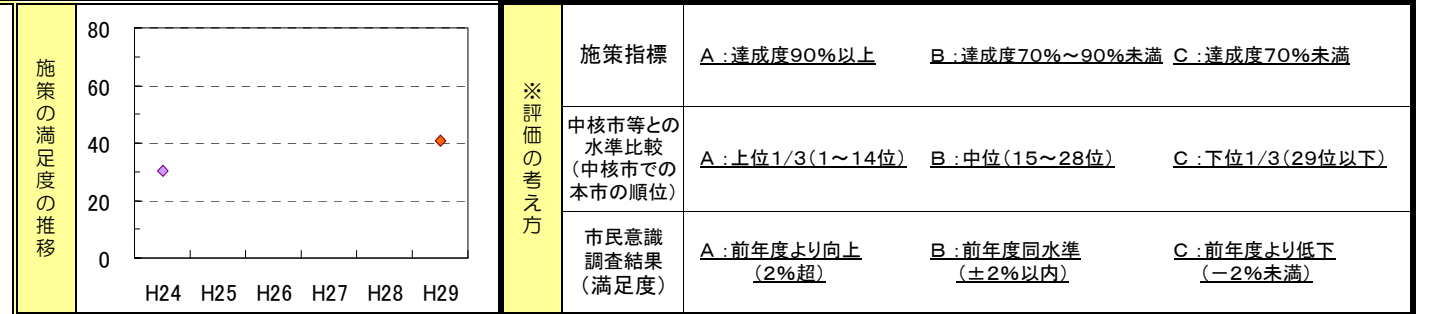 施策の満足度の推移
80
60
40
20
0
H24 H25 H26 H27 H28 H29
※評価の考え方
施策指標
A：達成度90％以上 B：達成度70％～90％未満 C：達成度70％未満
中核市等との
水準比較
（中核市での
本市の順位）
A：上位1/3（1～14位） B：中位（15～28位） C：下位1/3（29位以下）
市民意識
調査結果
（満足度）
A：前年度より向上
（2％超）
B：前年度同水準
（±2％以内）
C：前年度より低下
（－2％未満）